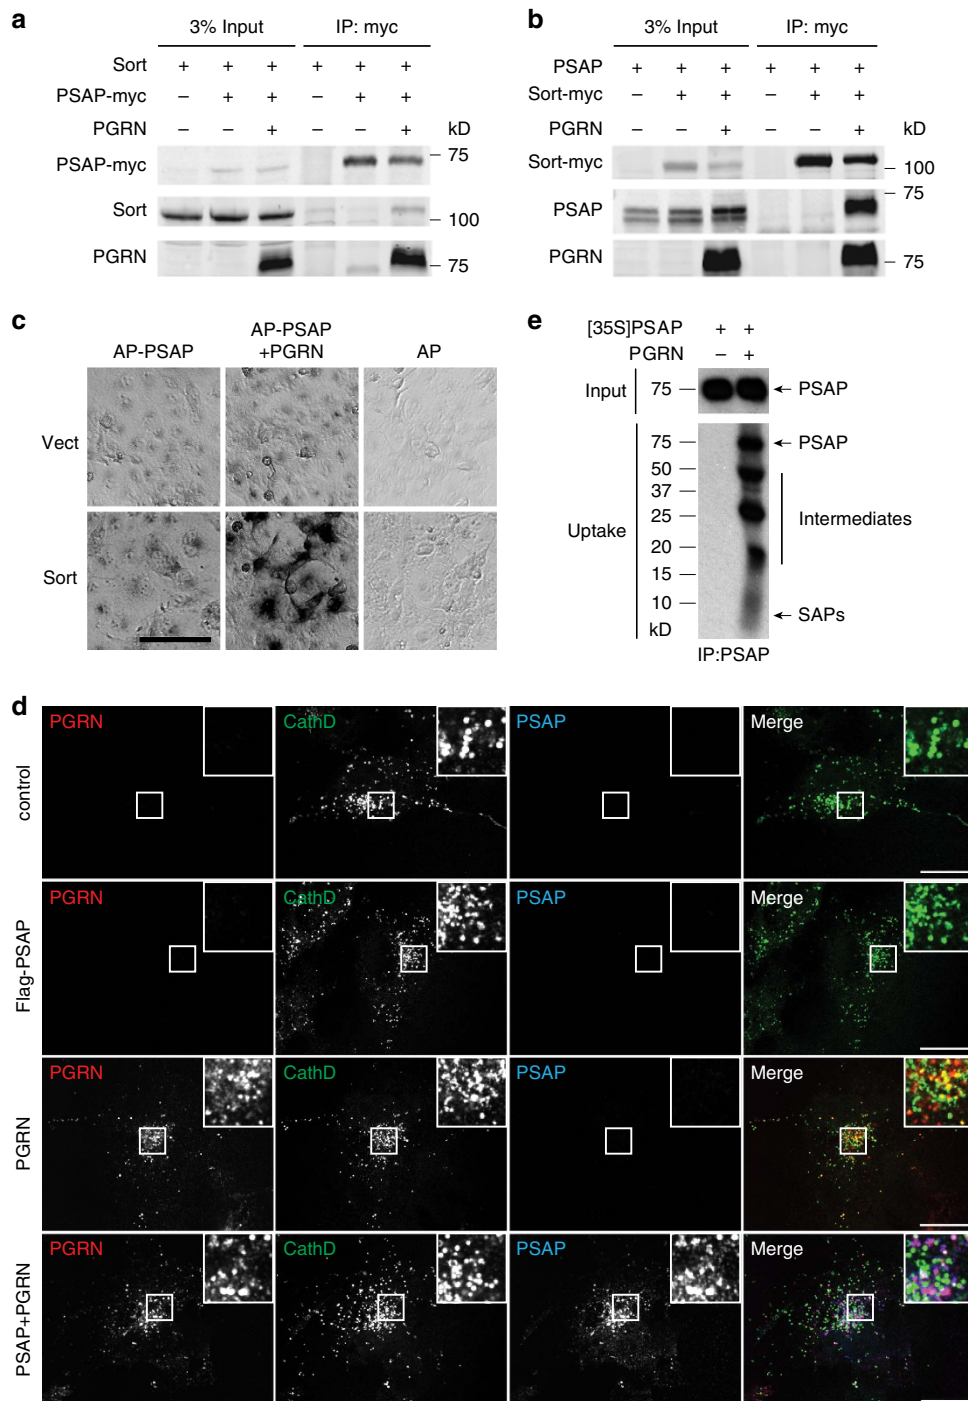 a
3% Input IP: myc
Sort + + + + + +
PSAP-myc – + + – + +
PGRN – – + – – + kD
PSAP-myc – 75
Sort – 100
PGRN – 75
b
3% Input IP: myc
PSAP + + + + + +
Sort-myc – + + – + +
PGRN – – + – – + kD
Sort-myc – 100
– 75
PSAP
PGRN – 75
c
AP-PSAP AP-PSAP +PGRN AP
Vect
Sort
e
[35S]PSAP + +
PGRN – +
Input 75 – ← PSAP
Uptake
75 – ← PSAP
50 –
37 –
25 – Intermediates
20 –
15 –
10 –
← SAPs
kD
IP:PSAP
d
control
PGRN CathD PSAP Merge
Flag-PSAP
PGRN CathD PSAP Merge
PGRN
PGRN CathD PSAP Merge
PSAP+PGRN
PGRN CathD PSAP Merge